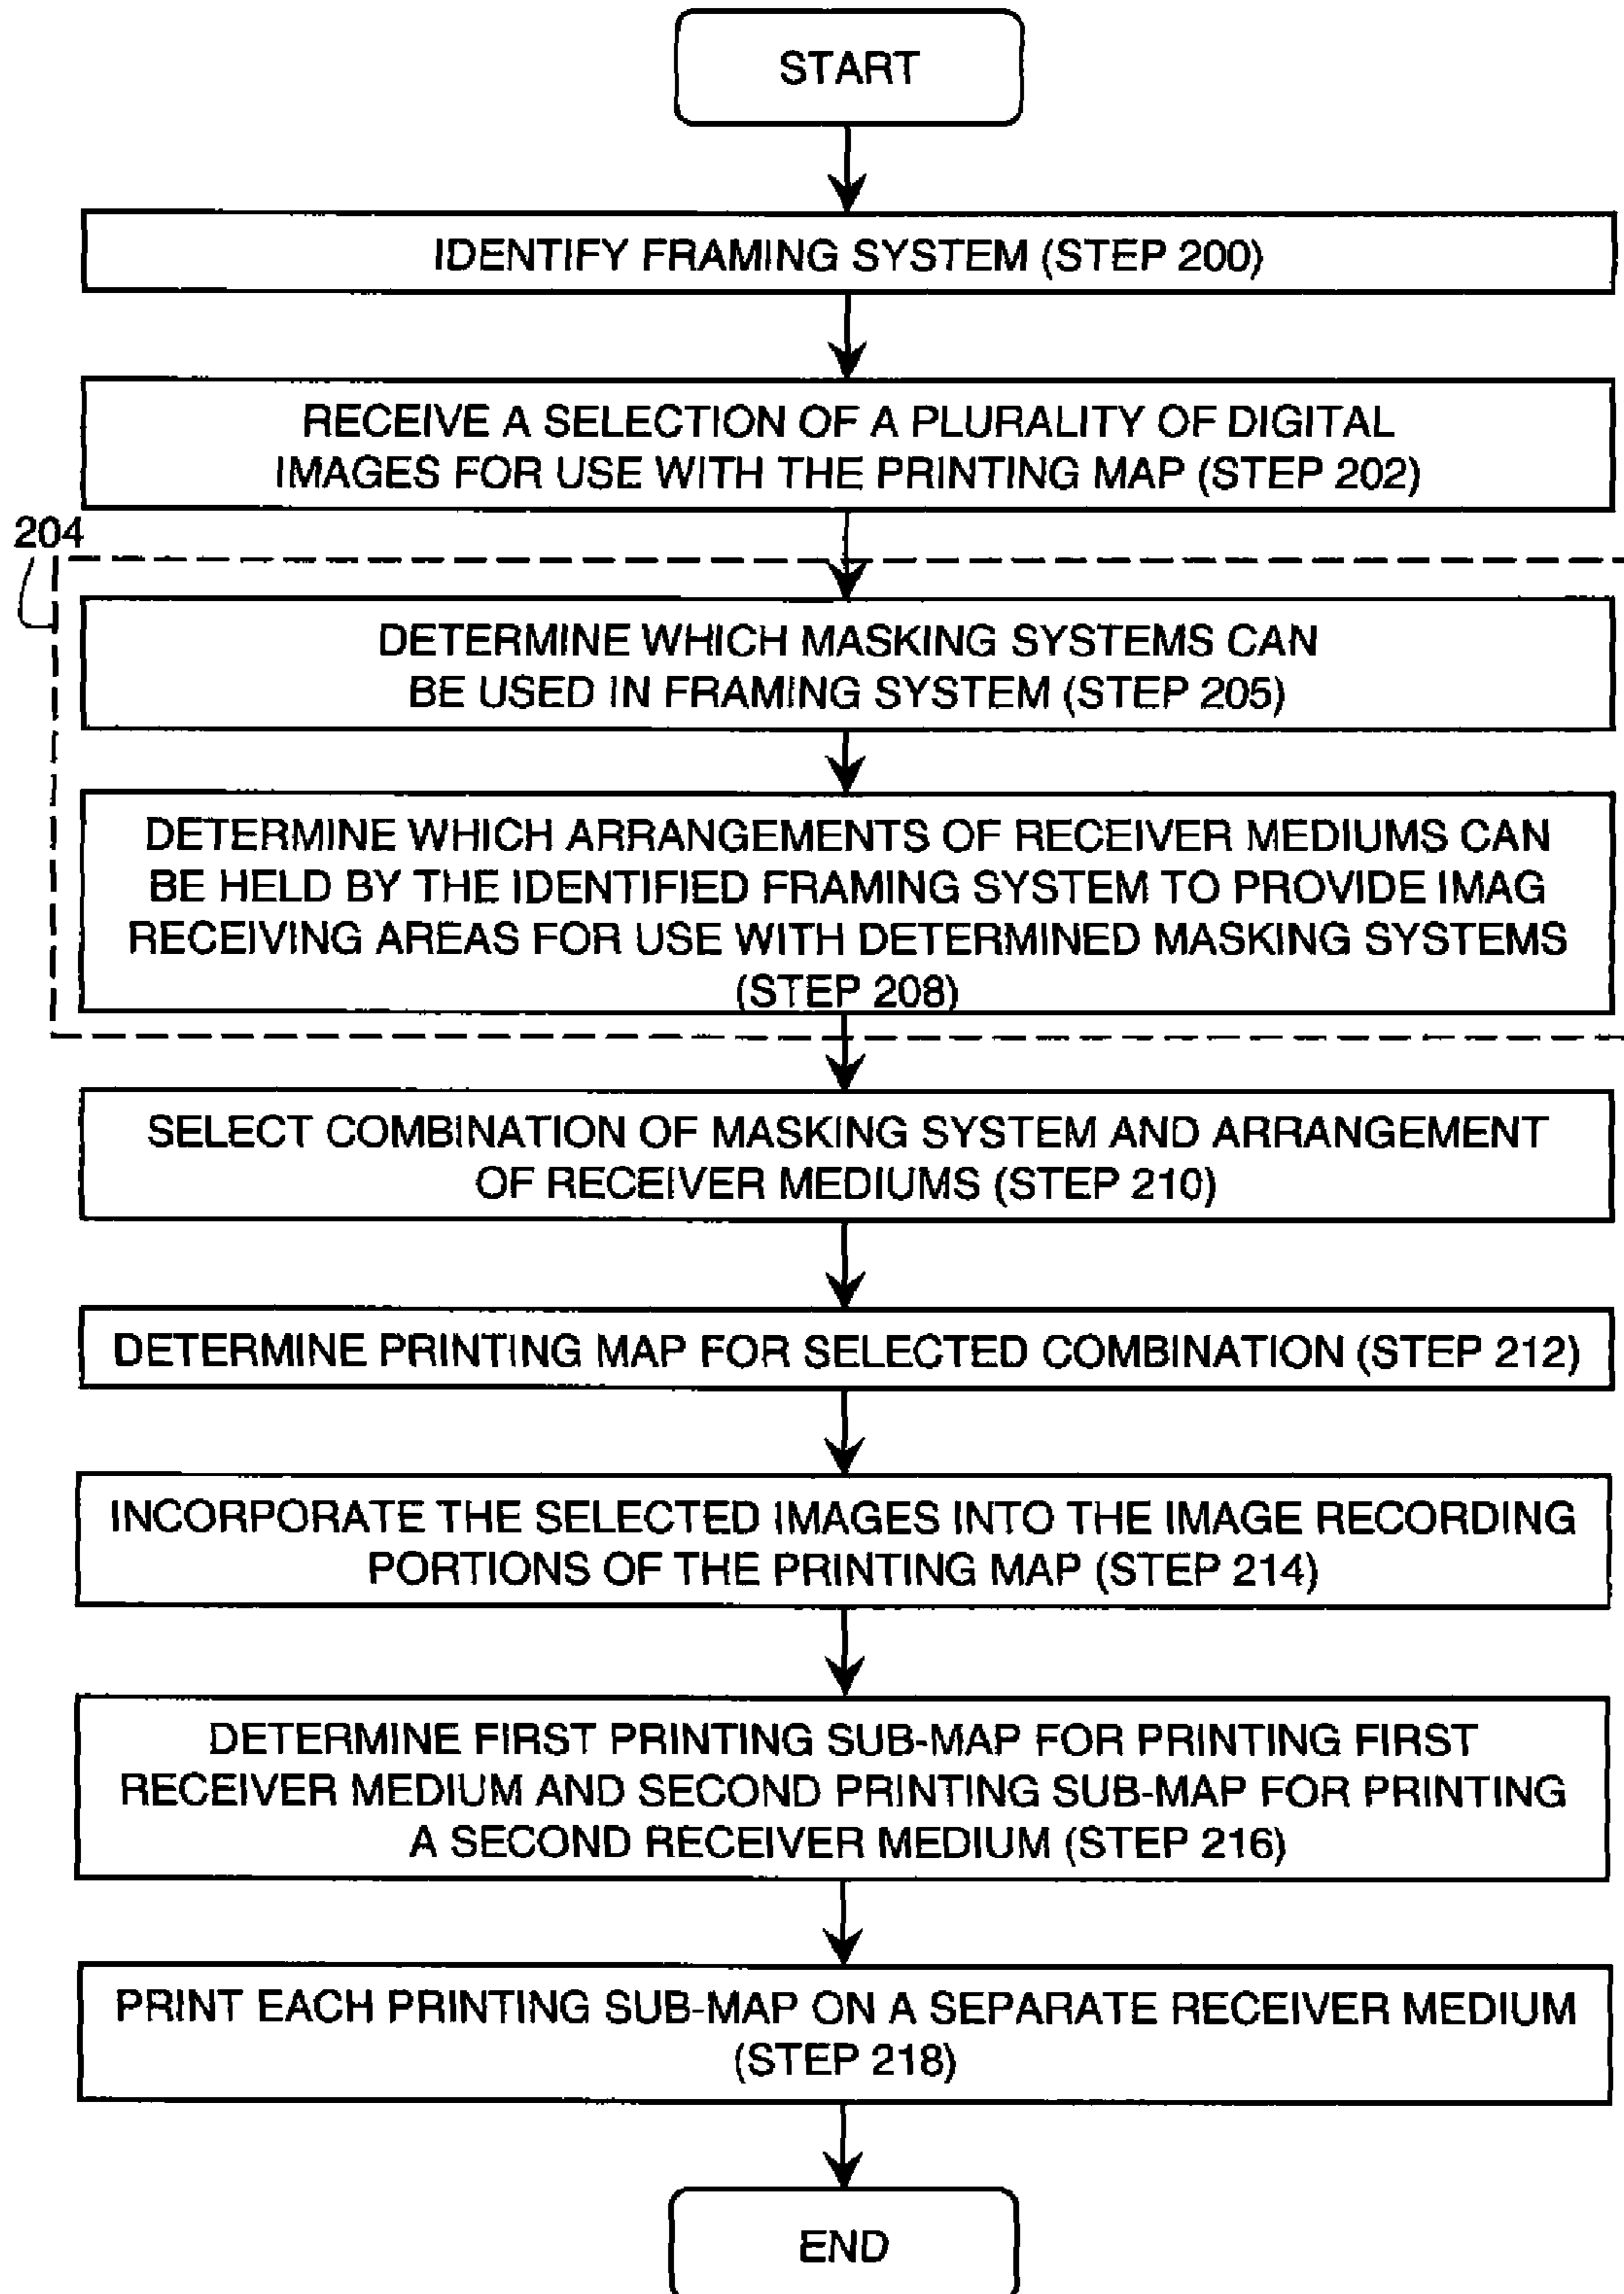 START
IDENTIFY FRAMING SYSTEM (STEP 200)
RECEIVE A SELECTION OF A PLURALITY OF DIGITAL
IMAGES FOR USE WITH THE PRINTING MAP (STEP 202)
204
DETERMINE WHICH MASKING SYSTEMS CAN
BE USED IN FRAMING SYSTEM (STEP 205)
DETERMINE WHICH ARRANGEMENTS OF RECEIVER MEDIUMS CAN
BE HELD BY THE IDENTIFIED FRAMING SYSTEM TO PROVIDE IMAG
RECEIVING AREAS FOR USE WITH DETERMINED MASKING SYSTEMS
(STEP 208)
SELECT COMBINATION OF MASKING SYSTEM AND ARRANGEMENT
OF RECEIVER MEDIUMS (STEP 210)
DETERMINE PRINTING MAP FOR SELECTED COMBINATION (STEP 212)
INCORPORATE THE SELECTED IMAGES INTO THE IMAGE RECORDING
PORTIONS OF THE PRINTING MAP (STEP 214)
DETERMINE FIRST PRINTING SUB-MAP FOR PRINTING FIRST
RECEIVER MEDIUM AND SECOND PRINTING SUB-MAP FOR PRINTING
A SECOND RECEIVER MEDIUM (STEP 216)
PRINT EACH PRINTING SUB-MAP ON A SEPARATE RECEIVER MEDIUM
(STEP 218)
END